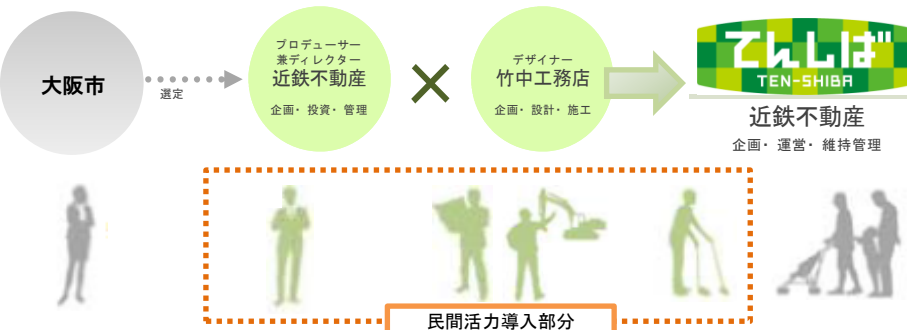 大阪市
選定
プロデューサー
兼ディレクター
近鉄不動産
企画・投資・管理
×
デザイナー
竹中工務店
企画・設計・施工
てんしば
TEN-SHIBA
近鉄不動産
企画・運営・維持管理
民間活力導入部分